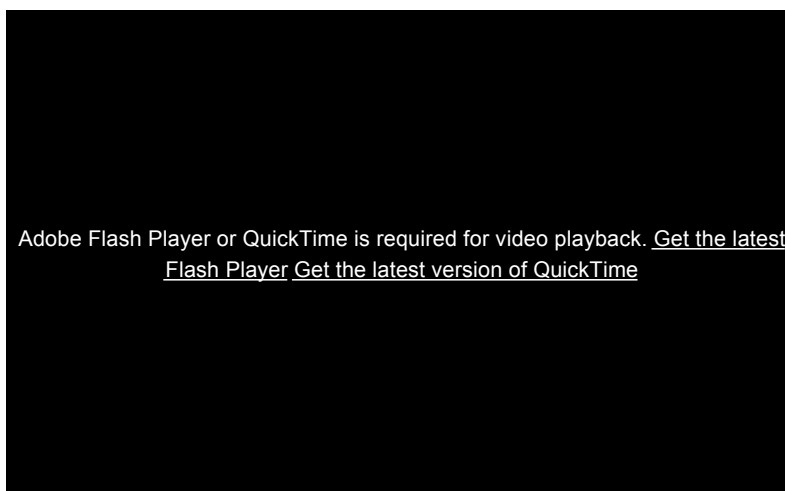 Adobe Flash Player or QuickTime is required for video playback. Get the latest
Flash Player Get the latest version of QuickTime